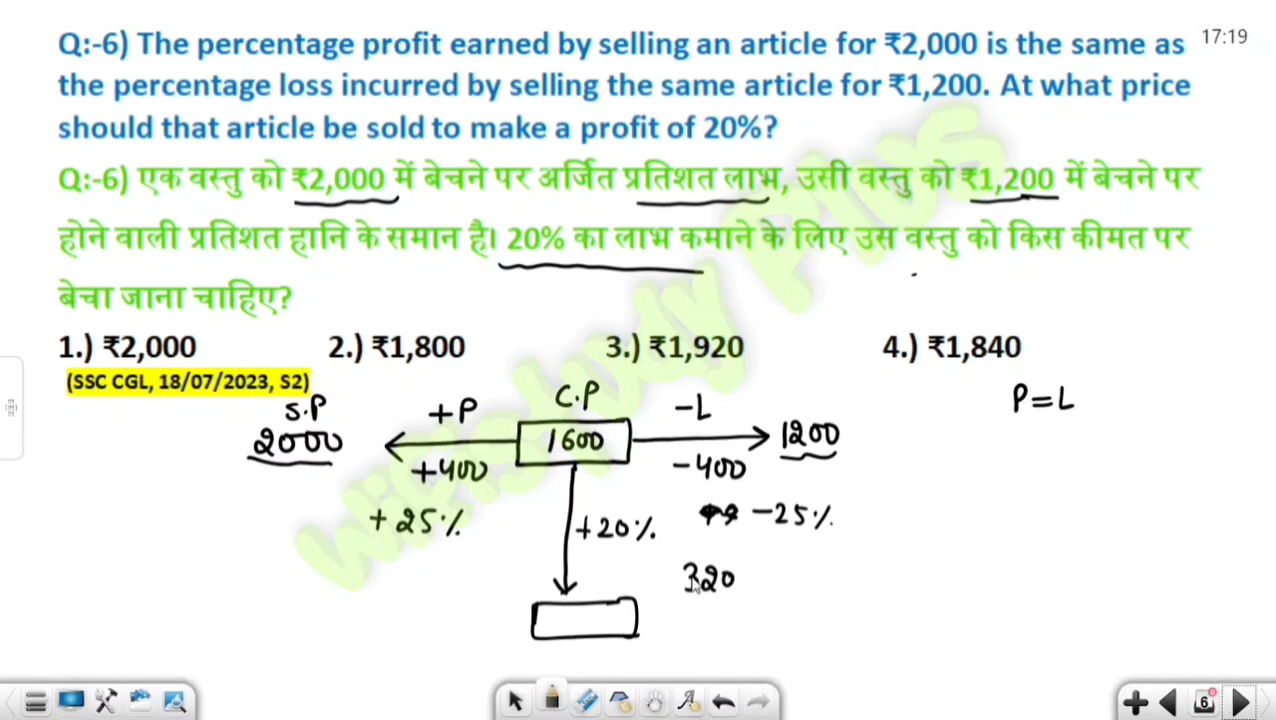 17:19
Q:-6) The percentage profit earned by selling an article for ₹2,000 is the same as
the percentage loss incurred by selling the same article for ₹1,200. At what price
should that article be sold to make a profit of 20%?
Q:-6) एक वस्तु को ₹2,000 में बेचने पर अर्जित प्रतिशत लाभ, उसी वस्तु को ₹1,200 में बेचने पर
होने वाली प्रतिशत हानि के समान है। 20% का लाभ कमाने के लिए उस वस्तु को किस कीमत पर
बेचा जाना चाहिए?
1.) ₹2,000 2.) ₹1,800 3.) ₹1,920 4.) ₹1,840
(SSC CGL, 18/07/2023, S2)
S.P +P C.P -L P=L
2000 1600 1200
+400 -400
+25% -25%
+20%
320
Wifistudy Plus
6